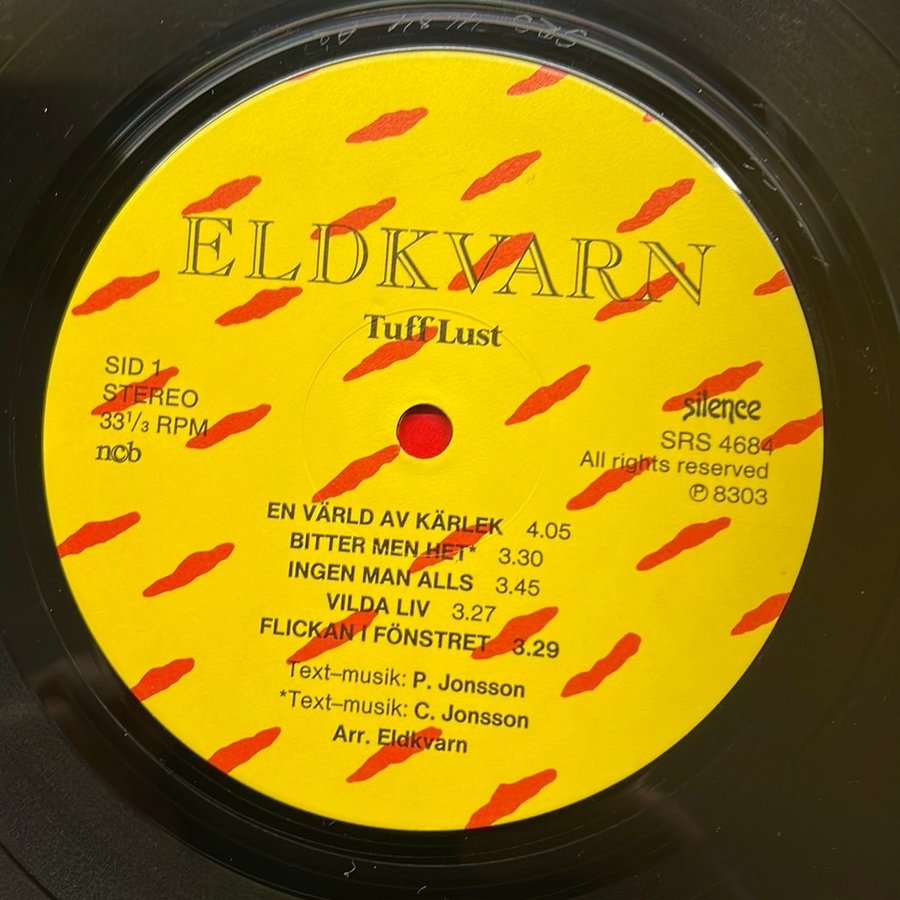 ELDKVARN
Tuff Lust
SID 1
STEREO
33 1/3 RPM
ncb
silence
SRS 4684
All rights reserved
℗ 8303
EN VÄRLD AV KÄRLEK 4.05
BITTER MEN HET* 3.30
INGEN MAN ALLS 3.45
VILDA LIV 3.27
FLICKAN I FÖNSTRET 3.29
Text–musik: P. Jonsson
*Text–musik: C. Jonsson
Arr. Eldkvarn